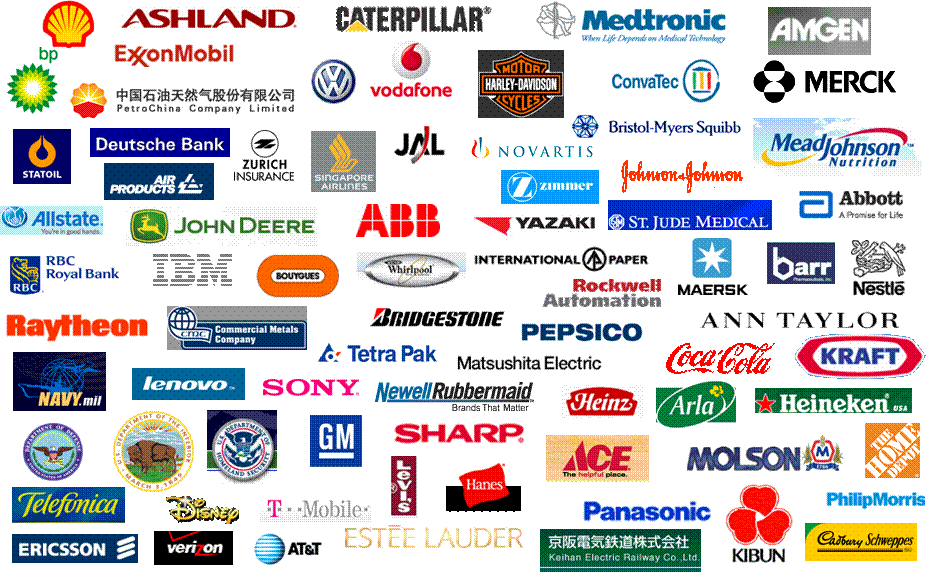 ASHLAND.
CATERPILLAR®
Medtronic
When Life Depends on Medical Technology
AMGEN
bp
ExxonMobil
vodafone
MOTOR
HARLEY-DAVIDSON
CYCLES
ConvaTec
MERCK
中国石油天然气股份有限公司
PetroChina Company Limited
STATOIL
Deutsche Bank
ZURICH
INSURANCE
SINGAPORE
AIRLINES
JAL
NOVARTIS
Bristol-Myers Squibb
MeadJohnson™
Nutrition
AIR
PRODUCTS
zimmer
Johnson & Johnson
Allstate.
You're in good hands.
JOHN DEERE
ABB
YAZAKI
ST. JUDE MEDICAL
Abbott
A Promise for Life
RBC
Royal Bank
RBC
IBM
BOUYGUES
Whirlpool
INTERNATIONAL PAPER
MAERSK
barr
Nestlé
Rockwell
Automation
Raytheon
cmc
Commercial Metals
Company
BRIDGESTONE
PEPSICO
ANN TAYLOR
Tetra Pak
Matsushita Electric
Coca-Cola
KRAFT
NAVY.mil
lenovo™
SONY
Newell Rubbermaid
Brands That Matter
Heinz
Arla
Heineken®
USA
DEPARTMENT OF DEFENSE
U.S. DEPARTMENT OF THE INTERIOR
MARCH 3, 1849
U.S. DEPARTMENT OF
HOMELAND SECURITY
GM
SHARP®
ACE
The helpful place.
MOLSON
THE
HOME
DEPOT
Levi's
Hanes
Telefónica
Disney
T··Mobile·
Panasonic
KIBUN
PhilipMorris
ERICSSON
verizon
AT&T
ESTĒE LAUDER
京阪電気鉄道株式会社
Keihan Electric Railway Co.,Ltd.
Cadbury Schweppes